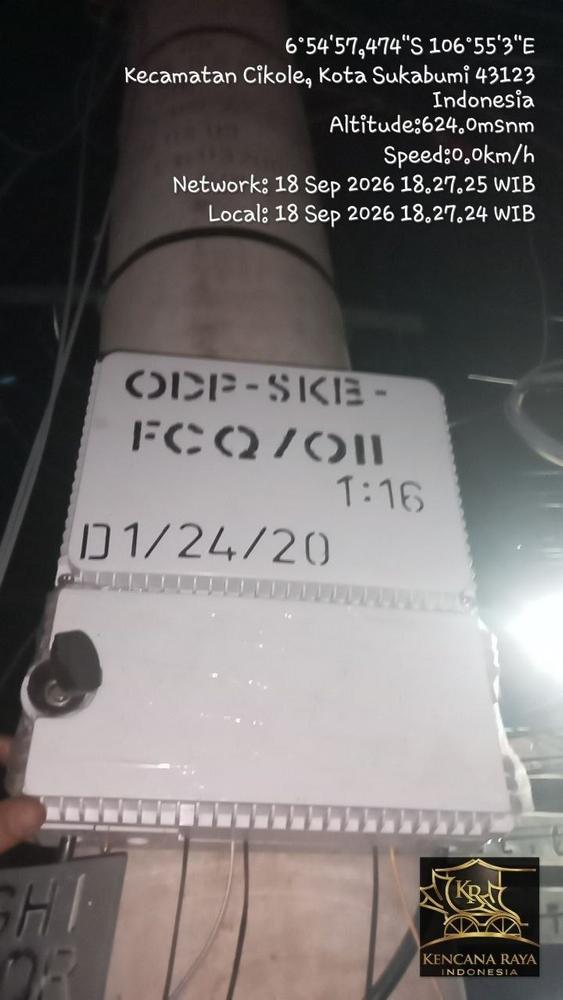 6°54'57,474"S 106°55'3"E
Kecamatan Cikole, Kota Sukabumi 43123
Indonesia
Altitude:624.0msnm
Speed:0.0km/h
Network: 18 Sep 2026 18.27.25 WIB
Local: 18 Sep 2026 18.27.24 WIB
ODP-SKB-
FCQ/011
1:16
D1/24/20
KR
KENCANA RAYA
INDONESIA